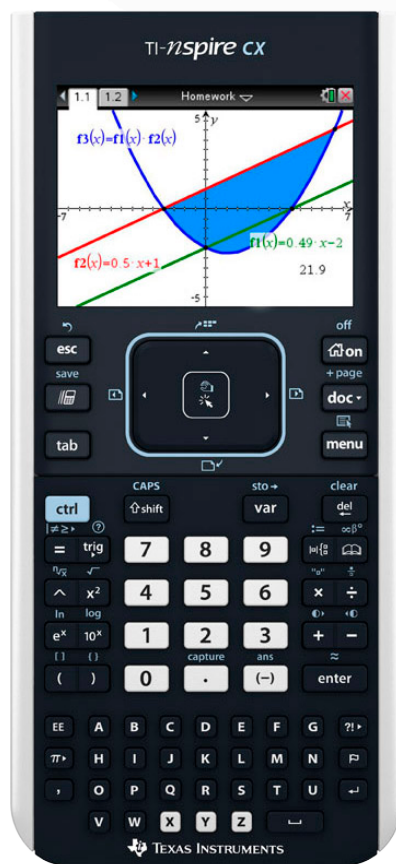 TI-nspire CX
1.1 1.2 Homework
5 y
f3(x)=f1(x)· f2(x)
-7 x 7
f1(x)=0.49· x-2
f2(x)=0.5· x+1
21.9
-5
off
esc on
save +page
doc
tab menu
CAPS sto→ clear
ctrl shift var del
|≠≥▸ ? := ∞β°
= trig 7 8 9
ⁿ√x √ "□"
^ x² 4 5 6 × ÷
ln log
eˣ 10ˣ 1 2 3 + −
[ ] { } capture ans ≈
( ) 0 . (−) enter
EE A B C D E F G ?!▸
π▸ H I J K L M N
, O P Q R S T U ↵
V W X Y Z
TEXAS INSTRUMENTS